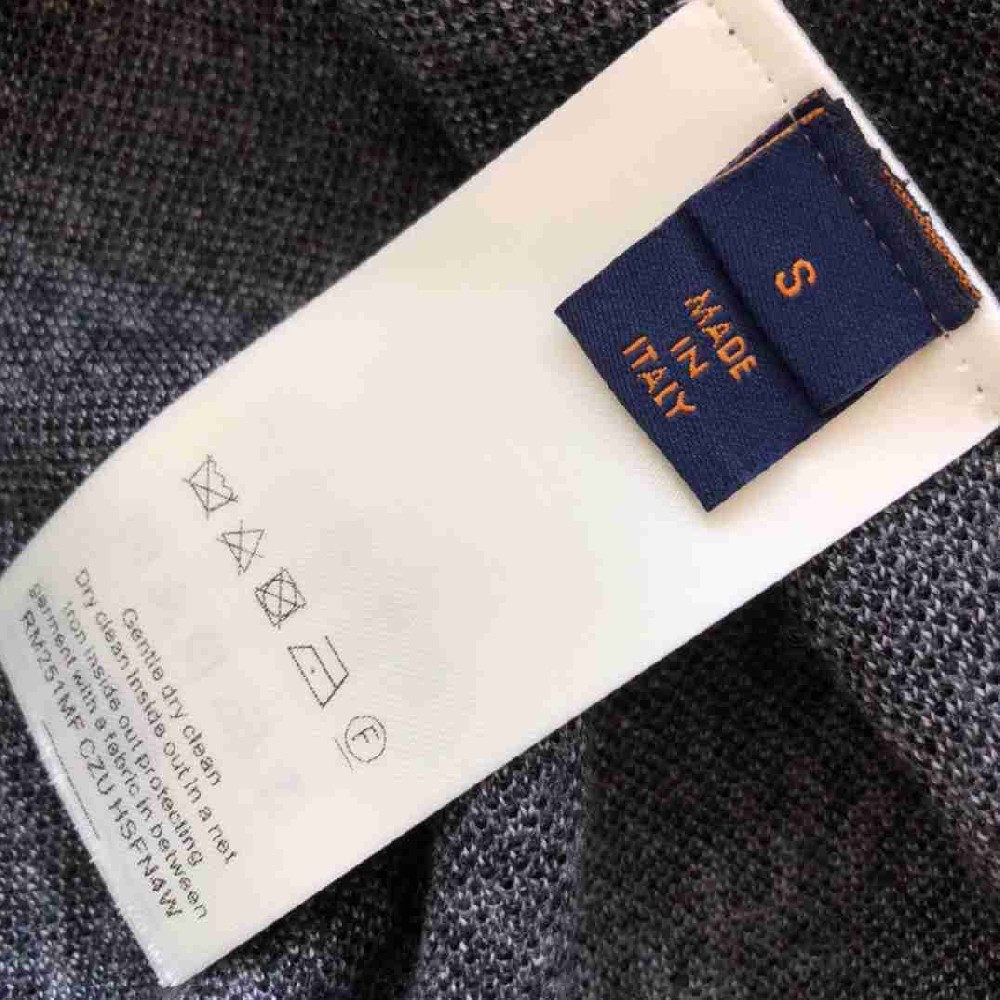 S
MADE
IN
ITALY
F
Gentle dry clean
Dry clean inside out in a net
Iron inside out protecting
garment with a fabric in between
RM251MF CZU HSFN4W